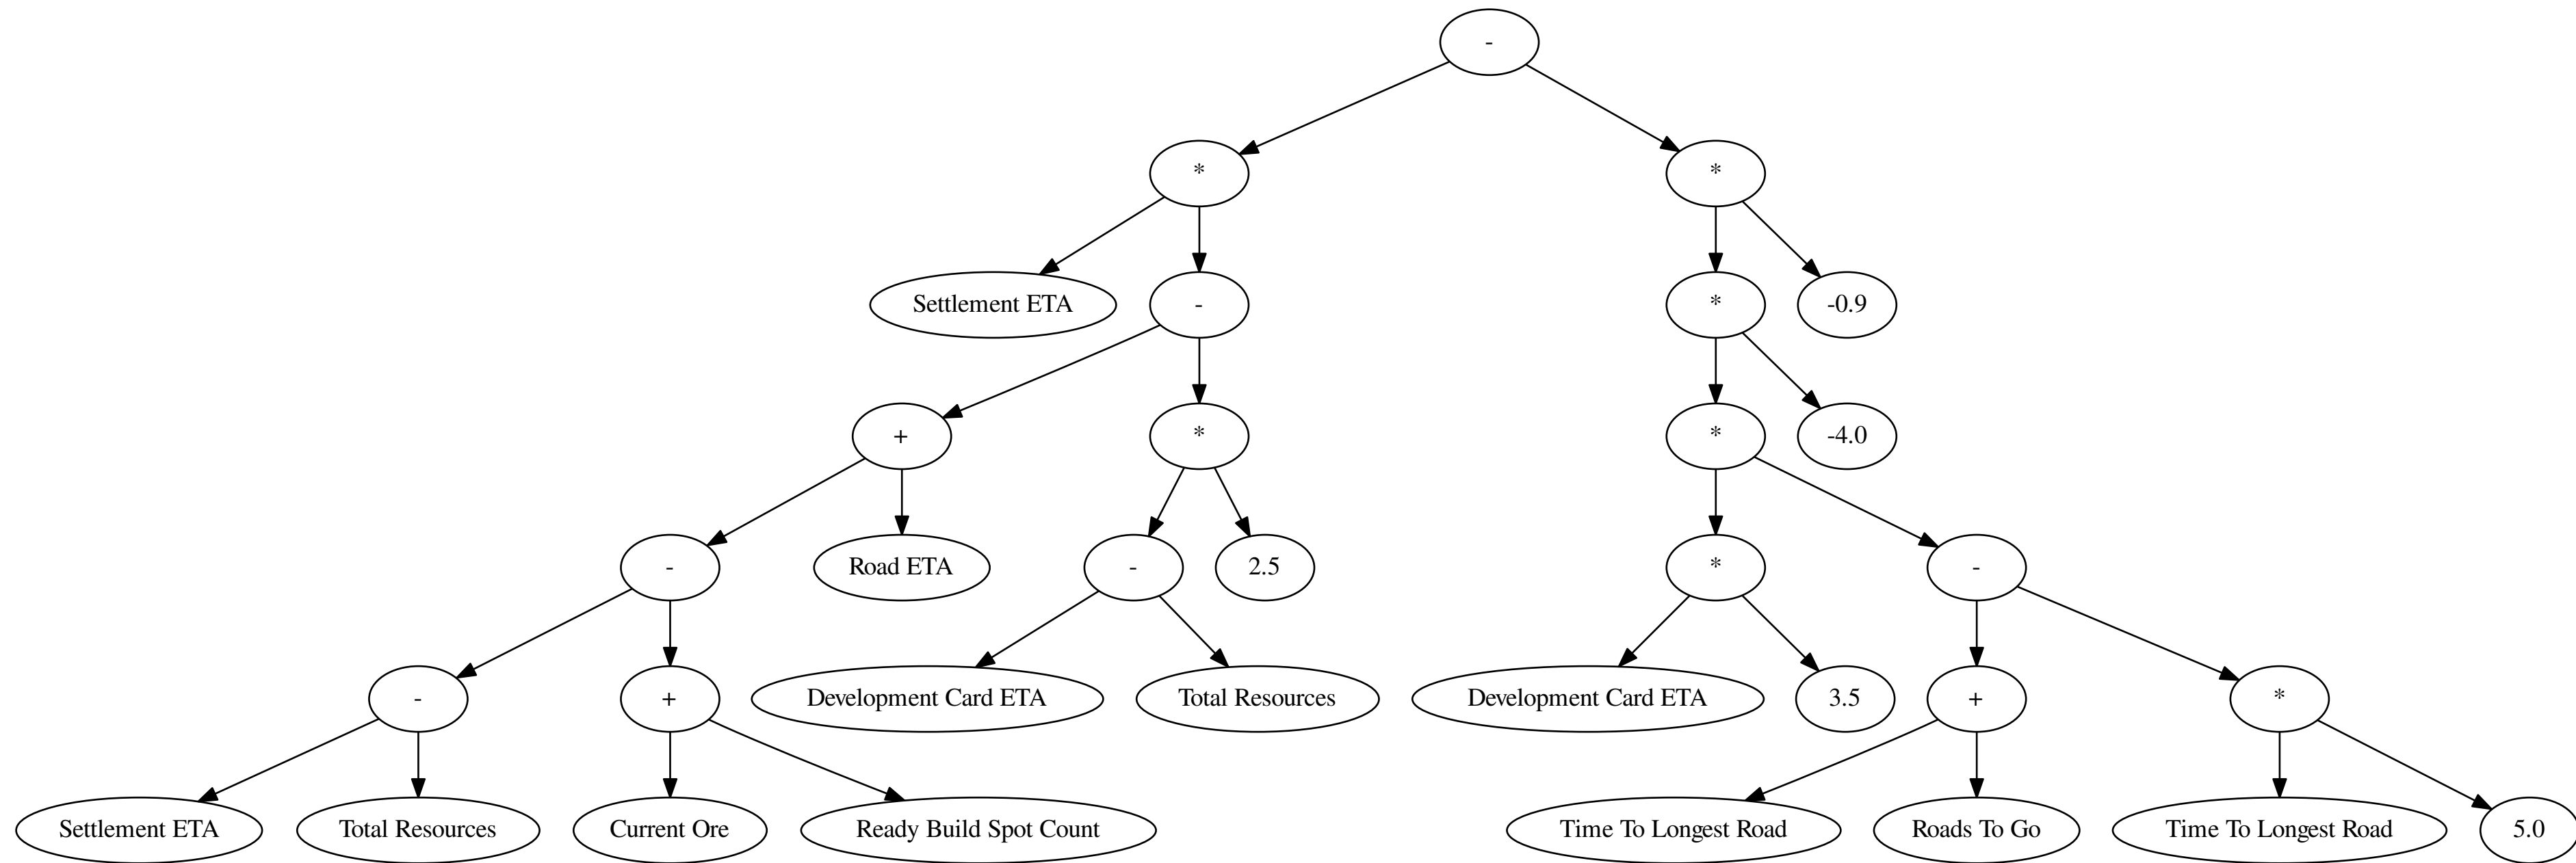 -
*
*
Settlement ETA
-
*
-0.9
+
*
*
-4.0
-
Road ETA
-
2.5
*
-
-
+
Development Card ETA
Total Resources
Development Card ETA
3.5
+
*
Settlement ETA
Total Resources
Current Ore
Ready Build Spot Count
Time To Longest Road
Roads To Go
Time To Longest Road
5.0